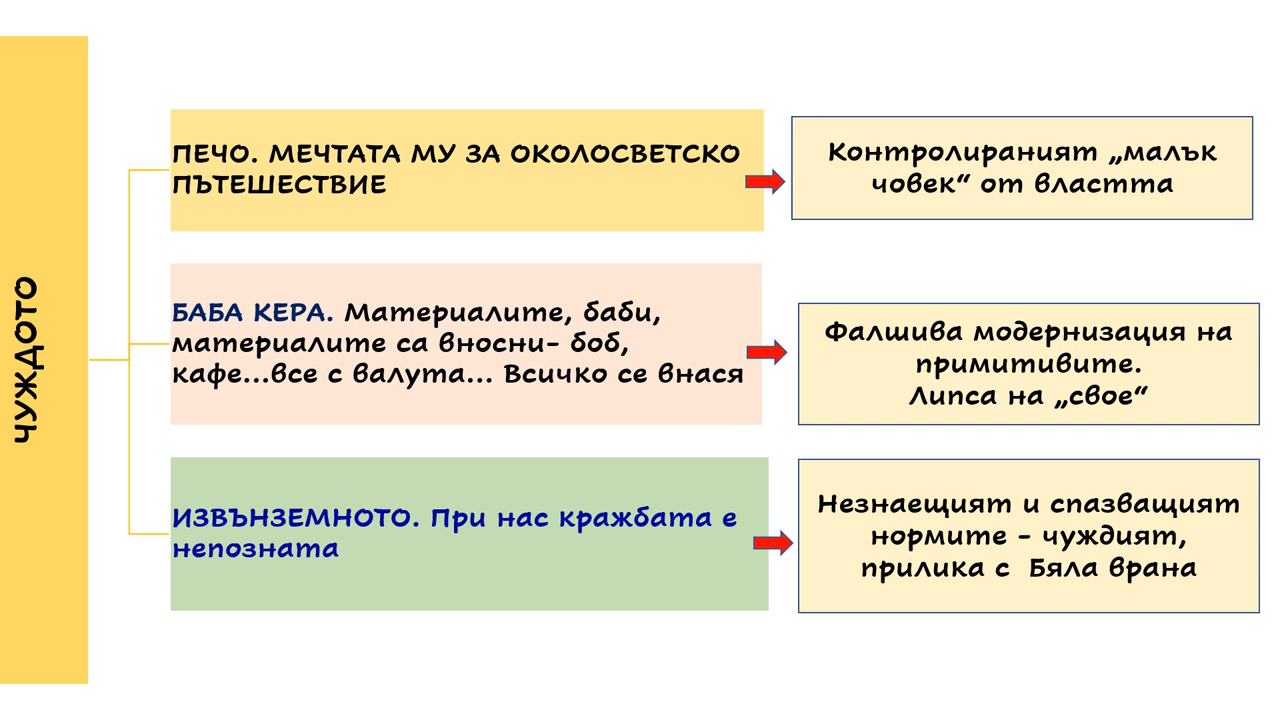 ЧУЖДОТО
ПЕЧО. МЕЧТАТА МУ ЗА ОКОЛОСВЕТСКО
ПЪТЕШЕСТВИЕ
Контролираният „малък
човек“ от властта
БАБА КЕРА. Материалите, баби,
материалите са вносни- боб,
кафе...все с валута... Всичко се внася
Фалшива модернизация на
примитивите.
Липса на „свое“
ИЗВЪНЗЕМНОТО. При нас кражбата е
непозната
Незнаещият и спазващият
нормите - чуждият,
прилика с Бяла врана